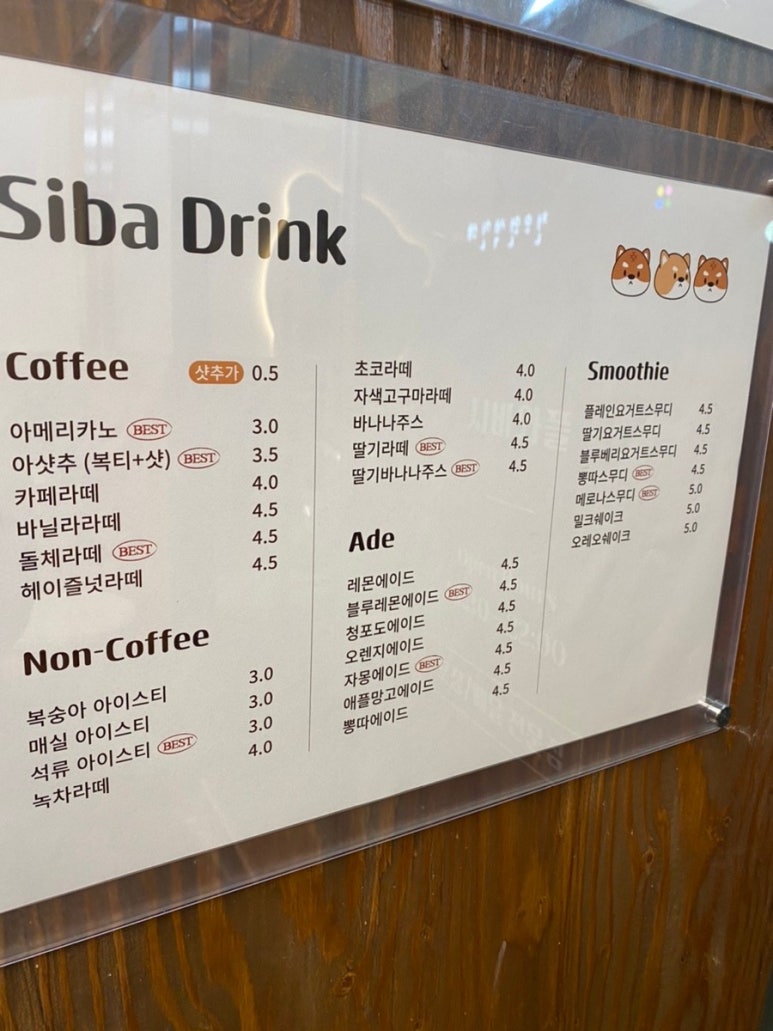 Siba Drink
Coffee 샷추가 0.5
아메리카노 BEST 3.0
아샷추 (복티+샷) BEST 3.5
카페라떼 4.0
바닐라라떼 4.5
돌체라떼 BEST 4.5
헤이즐넛라떼 4.5
Non-Coffee
복숭아 아이스티 3.0
매실 아이스티 3.0
석류 아이스티 BEST 3.0
녹차라떼 4.0
초코라떼 4.0
자색고구마라떼 4.0
바나나주스 4.0
딸기라떼 BEST 4.5
딸기바나나주스 BEST 4.5
Ade
레몬에이드 4.5
블루레몬에이드 BEST 4.5
청포도에이드 4.5
오렌지에이드 4.5
자몽에이드 BEST 4.5
애플망고에이드 4.5
뽕따에이드 4.5
Smoothie
플레인요거트스무디 4.5
딸기요거트스무디 4.5
블루베리요거트스무디 4.5
뽕따스무디 BEST 4.5
메로나스무디 BEST 5.0
밀크쉐이크 5.0
오레오쉐이크 5.0